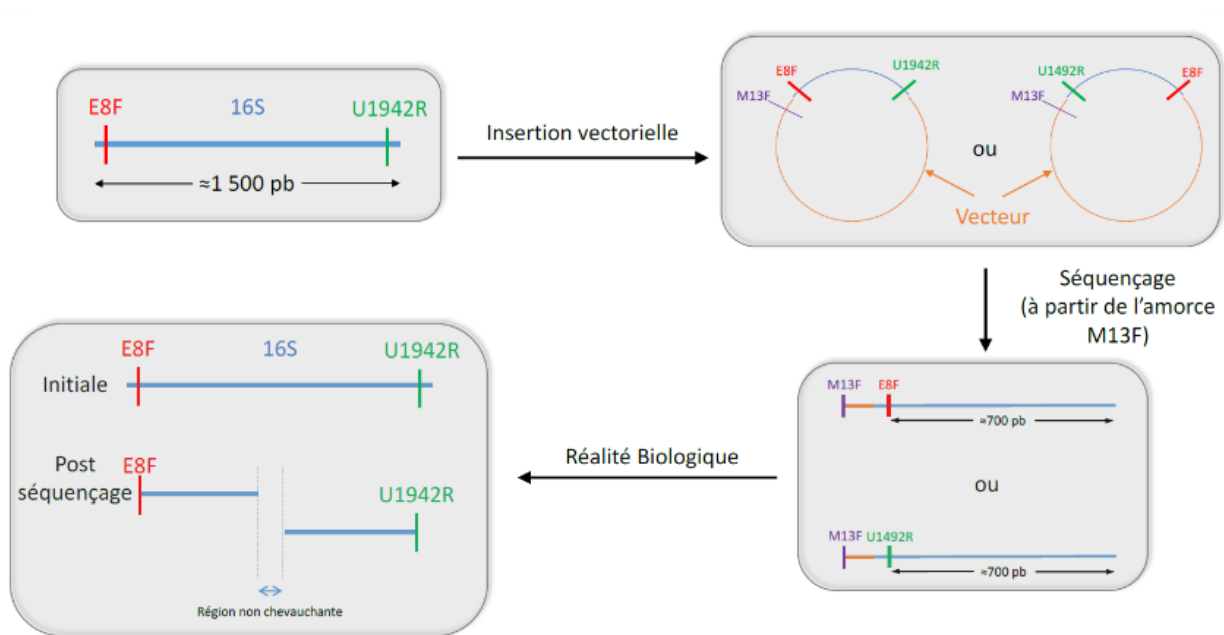 E8F
16S
U1942R
≈1 500 pb
Insertion vectorielle
E8F
U1942R
M13F
ou
U1492R
E8F
M13F
Vecteur
Séquençage
(à partir de l’amorce
M13F)
M13F
E8F
≈700 pb
ou
M13F
U1492R
≈700 pb
Réalité Biologique
E8F
16S
U1942R
Initiale
Post
séquençage
E8F
U1942R
Région non chevauchante